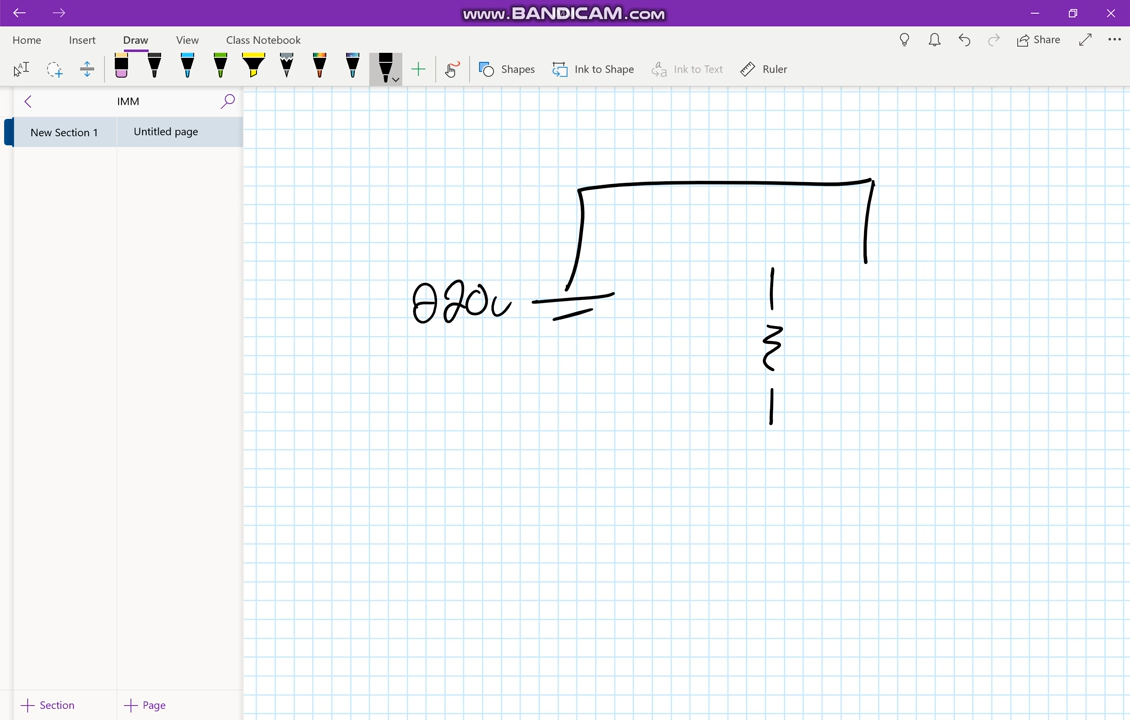 www.BANDICAM.com
Home Insert Draw View Class Notebook
Share
Shapes Ink to Shape Ink to Text Ruler
IMM
New Section 1 Untitled page
220v
Section Page